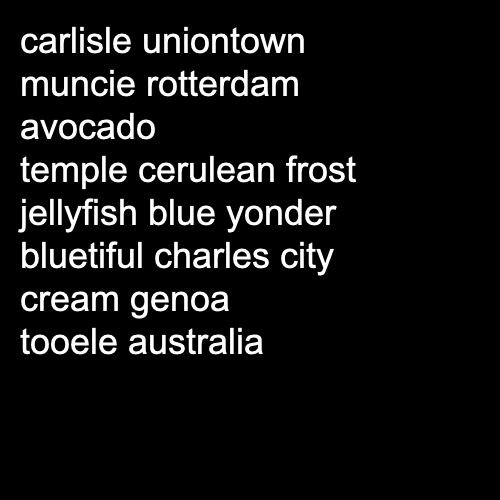 carlisle uniontown
muncie rotterdam
avocado
temple cerulean frost
jellyfish blue yonder
bluetiful charles city
cream genoa
tooele australia